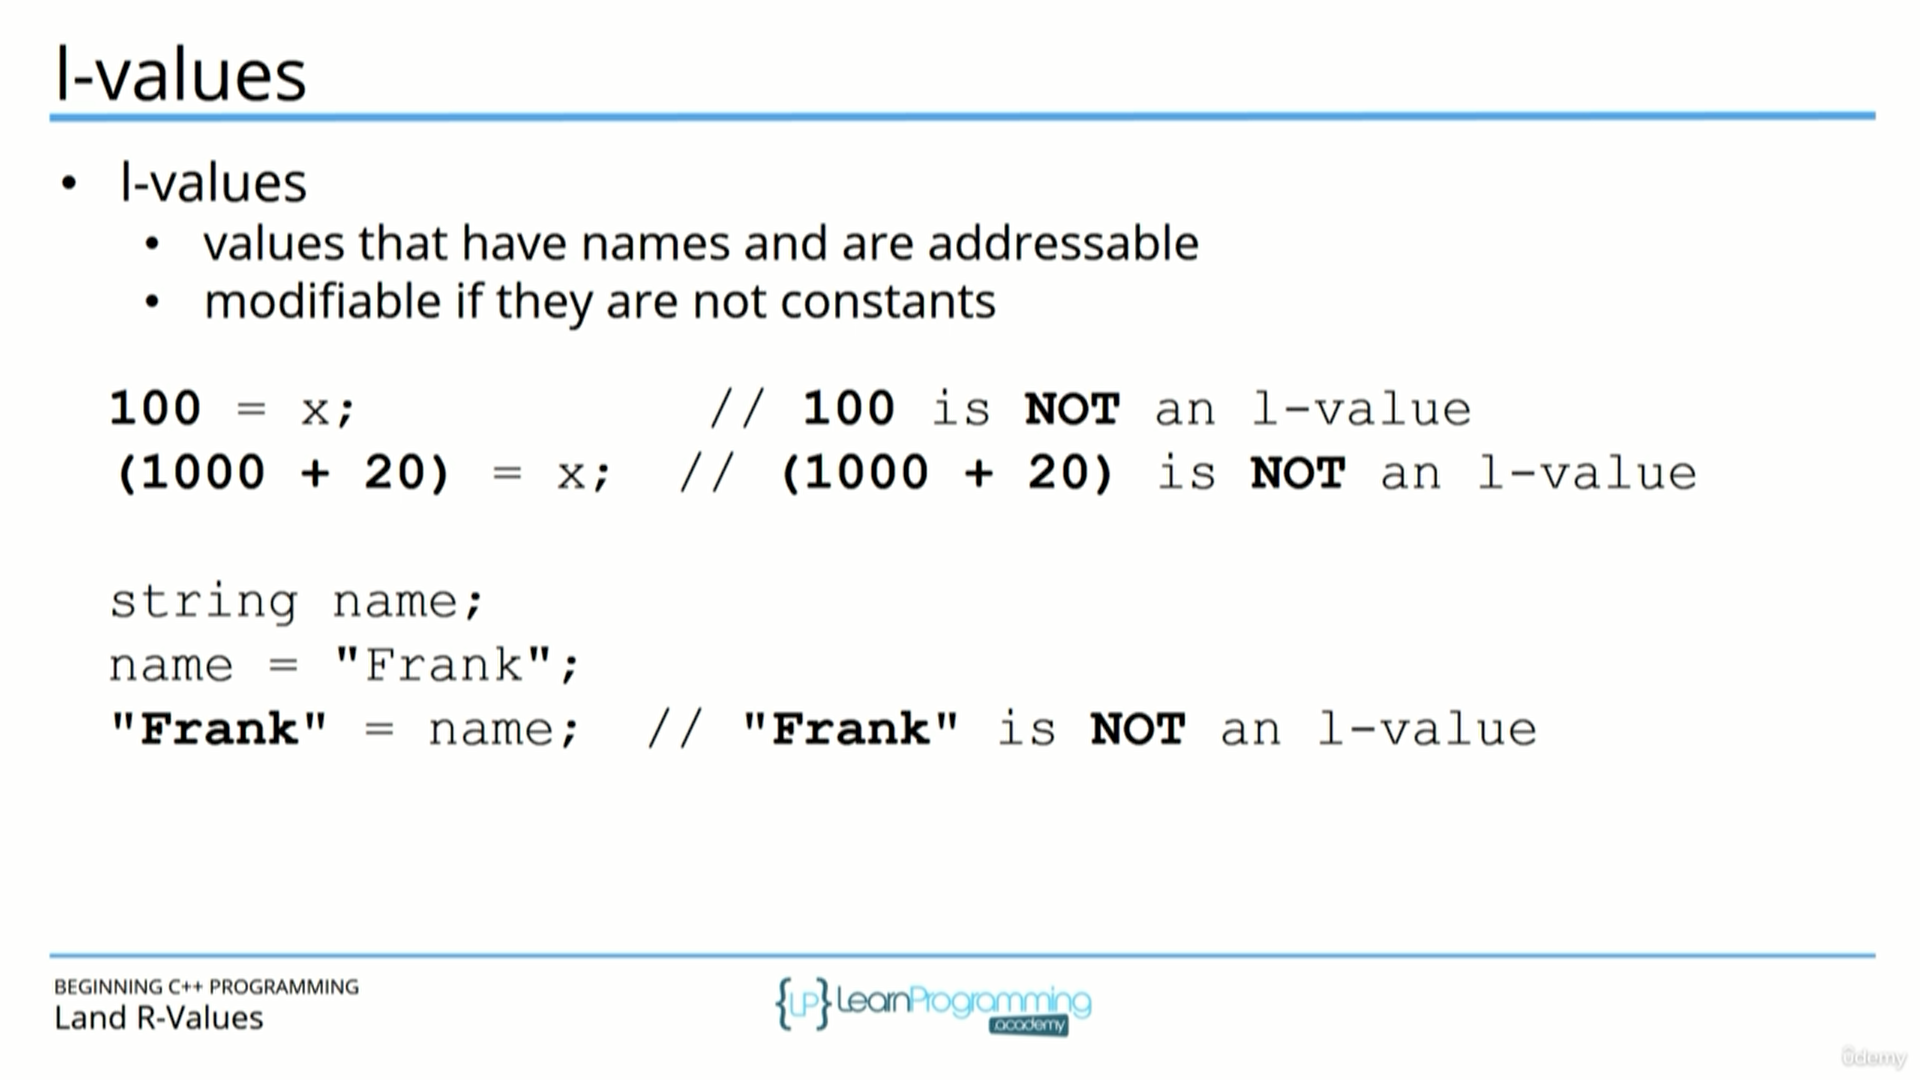 l-values
• l-values
• values that have names and are addressable
• modifiable if they are not constants
100 = x; // 100 is NOT an l-value
(1000 + 20) = x; // (1000 + 20) is NOT an l-value
string name;
name = "Frank";
"Frank" = name; // "Frank" is NOT an l-value
BEGINNING C++ PROGRAMMING
Land R-Values
{LP} LearnProgramming
academy
ûdemy